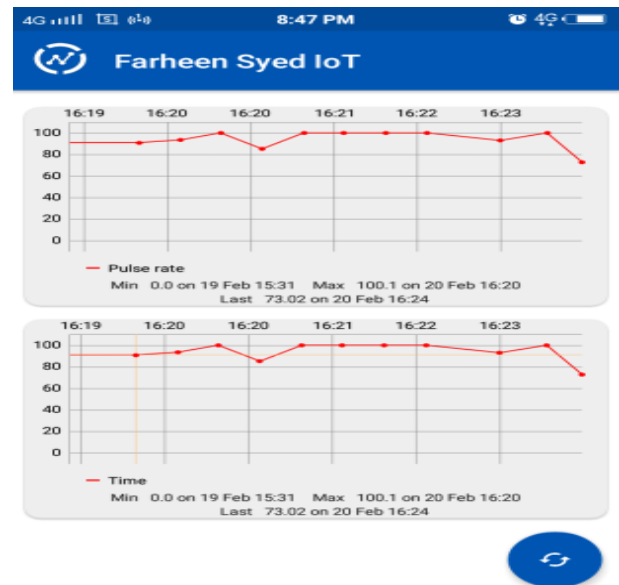 4G 8:47 PM 4G
Farheen Syed IoT
16:19 16:20 16:20 16:21 16:22 16:23
100
80
60
40
20
0
Pulse rate
Min 0.0 on 19 Feb 15:31 Max 100.1 on 20 Feb 16:20
Last 73.02 on 20 Feb 16:24
16:19 16:20 16:20 16:21 16:22 16:23
100
80
60
40
20
0
Time
Min 0.0 on 19 Feb 15:31 Max 100.1 on 20 Feb 16:20
Last 73.02 on 20 Feb 16:24